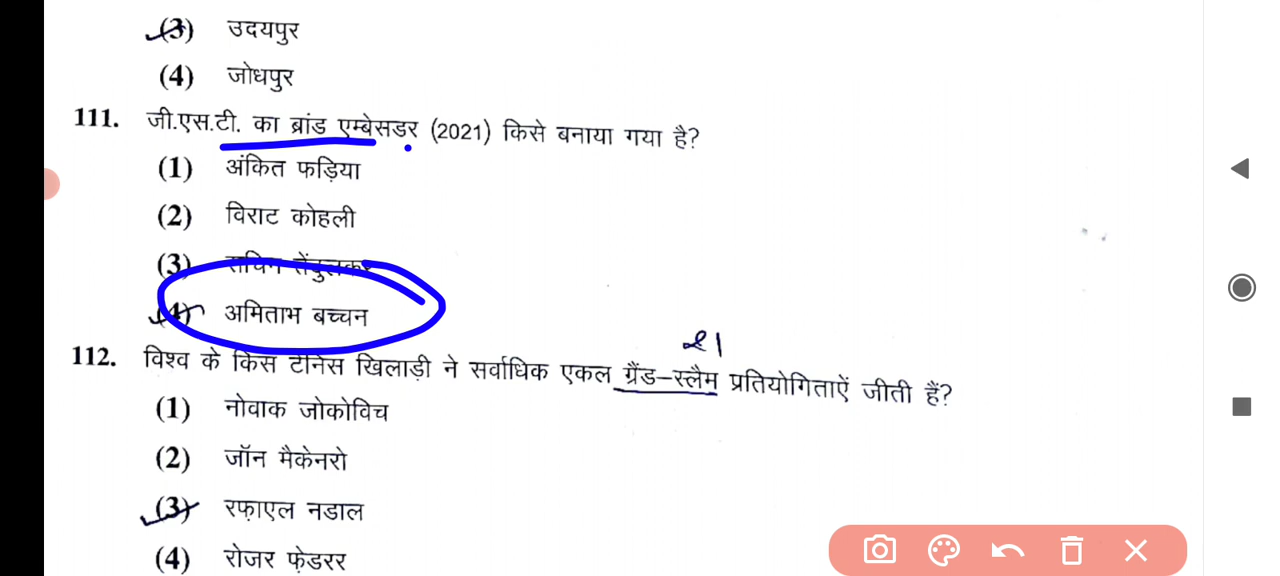 (3) उदयपुर
(4) जोधपुर
111. जी.एस.टी. का ब्रांड एम्बेसडर (2021) किसे बनाया गया है?
(1) अंकित फड़िया
(2) विराट कोहली
(3) सचिन तेंदुलकर
(4) अमिताभ बच्चन
21
112. विश्व के किस टेनिस खिलाड़ी ने सर्वाधिक एकल ग्रैंड-स्लैम प्रतियोगिताऐं जीती हैं?
(1) नोवाक जोकोविच
(2) जॉन मैकेनरो
(3) रफ़ाएल नडाल
(4) रोजर फ़ेडरर